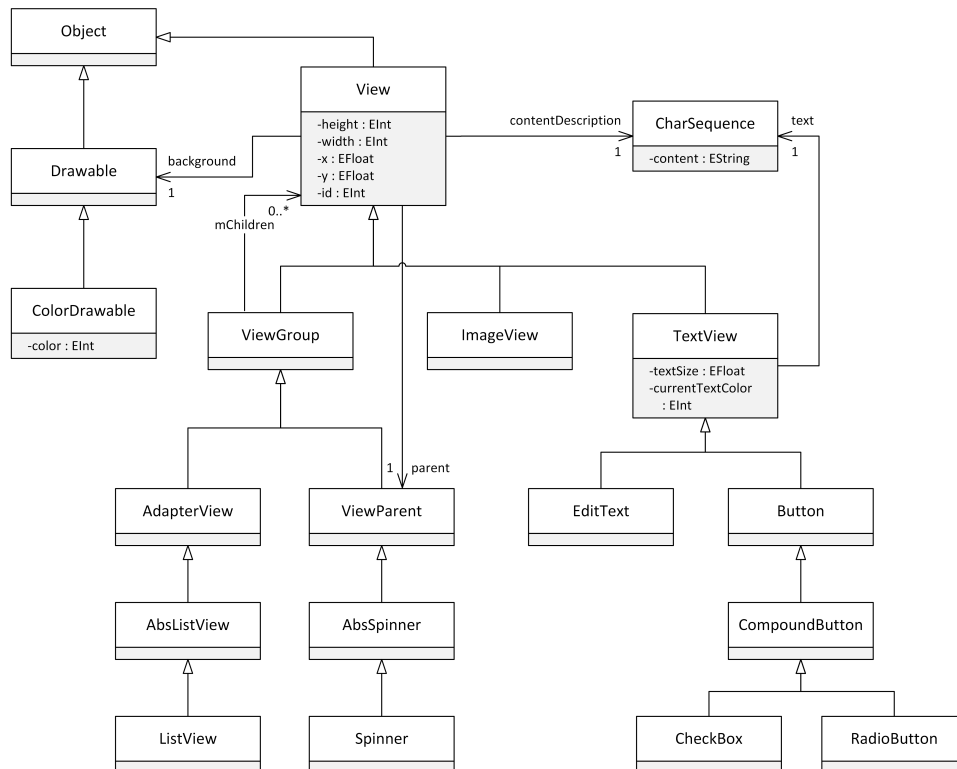 Object
View
-height : EInt
-width : EInt
-x : EFloat
-y : EFloat
-id : EInt
contentDescription
1
CharSequence
-content : EString
text
1
Drawable
background
1
0..*
mChildren
ColorDrawable
-color : EInt
ViewGroup
ImageView
TextView
-textSize : EFloat
-currentTextColor
: EInt
1
parent
AdapterView
ViewParent
EditText
Button
AbsListView
AbsSpinner
CompoundButton
ListView
Spinner
CheckBox
RadioButton